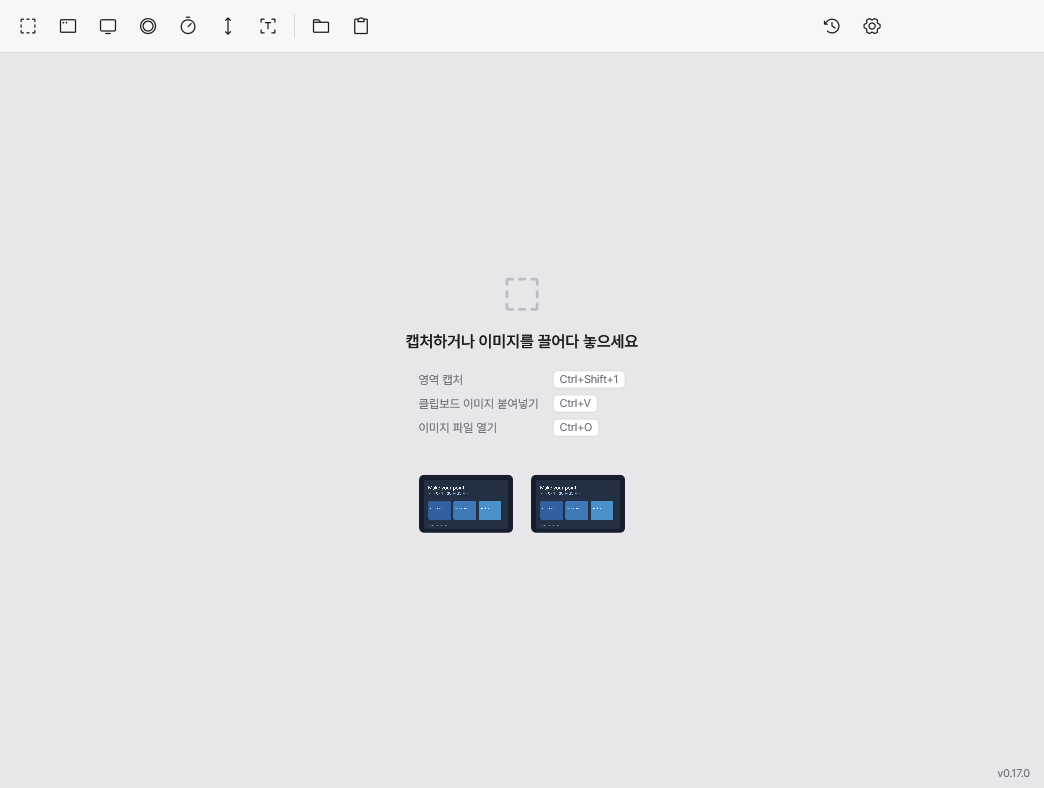 캡처하거나 이미지를 끌어다 놓으세요
영역 캡처 Ctrl+Shift+1
클립보드 이미지 붙여넣기 Ctrl+V
이미지 파일 열기 Ctrl+O
v0.17.0